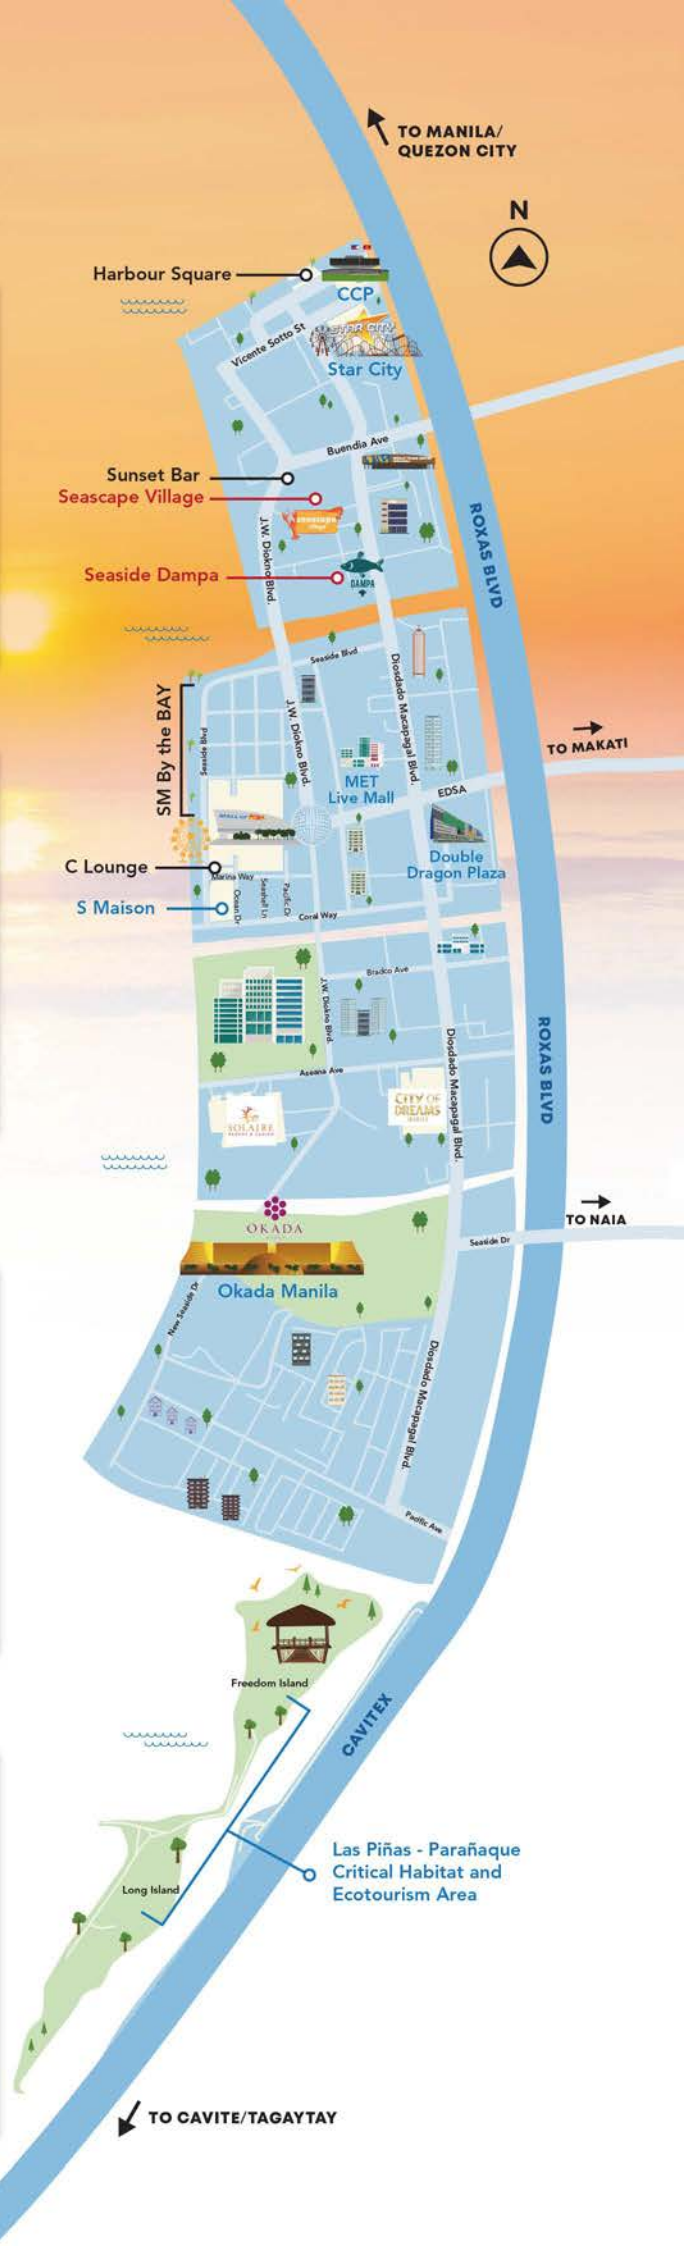 TO MANILA/
QUEZON CITY
N
Harbour Square
CCP
STAR CITY
Vicente Sotto St
Star City
Buendia Ave
Sunset Bar
Seascape Village
ROXAS BLVD
J.W. Diokno Blvd.
Seaside Dampa
DAMPA
Seaside Blvd
Diosdado Macapagal Blvd.
SM By the BAY
Seaside Blvd
J.W. Diokno Blvd.
TO MAKATI
MET
Live Mall
EDSA
Double
Dragon Plaza
C Lounge
Marina Way
S Maison
Ocean Dr
Seashell Ln
Pacific Dr
Coral Way
Bradco Ave
J.W. Diokno Blvd.
ROXAS BLVD
Diosdado Macapagal Blvd.
Aseana Ave
CITY OF
DREAMS
SOLAIRE
OKADA
TO NAIA
Seaside Dr
Okada Manila
New Seaside Dr
Diosdado Macapagal Blvd.
Pacific Ave
Freedom Island
CAVITEX
Las Piñas - Parañaque
Critical Habitat and
Ecotourism Area
Long Island
TO CAVITE/TAGAYTAY